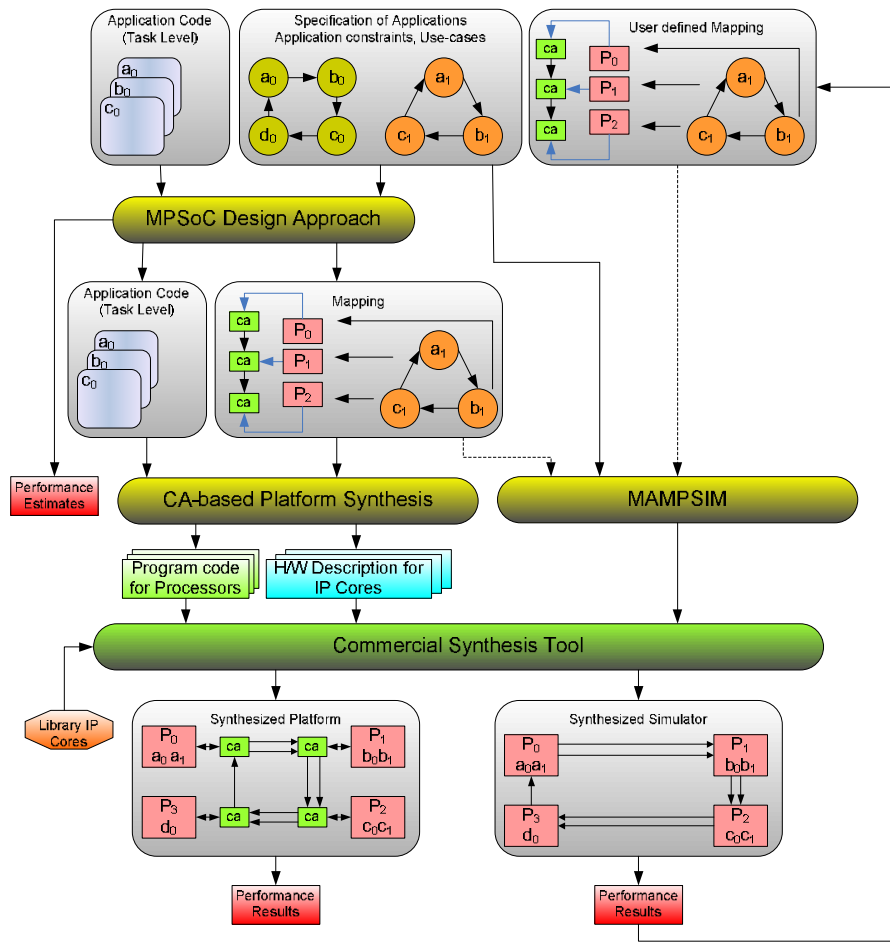 Application Code
(Task Level)
a0
b0
c0
Specification of Applications
Application constraints, Use-cases
a0
b0
d0
c0
a1
c1
b1
User defined Mapping
ca
ca
ca
P0
P1
P2
a1
c1
b1
MPSoC Design Approach
Application Code
(Task Level)
a0
b0
c0
Mapping
ca
ca
ca
P0
P1
P2
a1
c1
b1
Performance
Estimates
CA-based Platform Synthesis
MAMPSIM
Program code
for Processors
H/W Description for
IP Cores
Commercial Synthesis Tool
Library IP
Cores
Synthesized Platform
P0
a0 a1
ca
ca
P1
b0b1
P3
d0
ca
ca
P2
c0c1
Synthesized Simulator
P0
a0a1
P1
b0b1
P3
d0
P2
c0c1
Performance
Results
Performance
Results